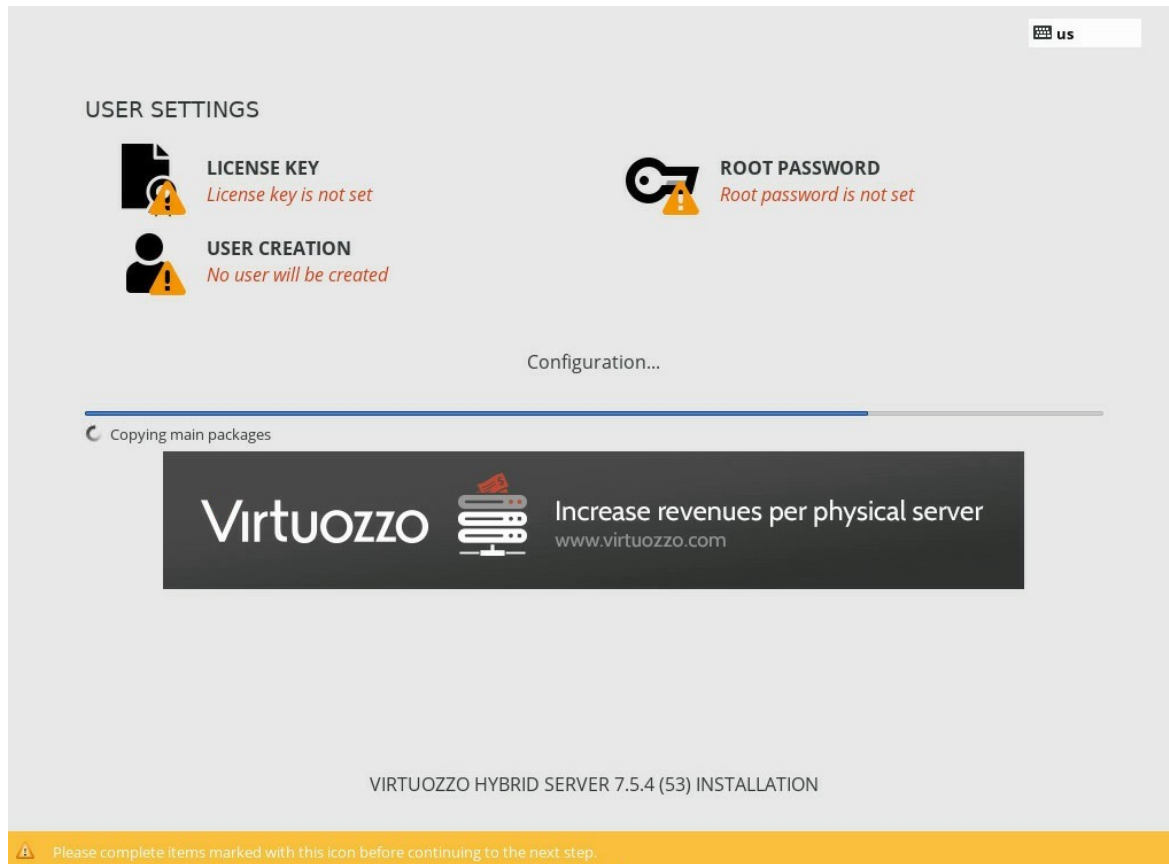 us
USER SETTINGS
LICENSE KEY
License key is not set
ROOT PASSWORD
Root password is not set
USER CREATION
No user will be created
Configuration...
Copying main packages
Virtuozzo
Increase revenues per physical server
www.virtuozzo.com
VIRTUOZZO HYBRID SERVER 7.5.4 (53) INSTALLATION
Please complete items marked with this icon before continuing to the next step.